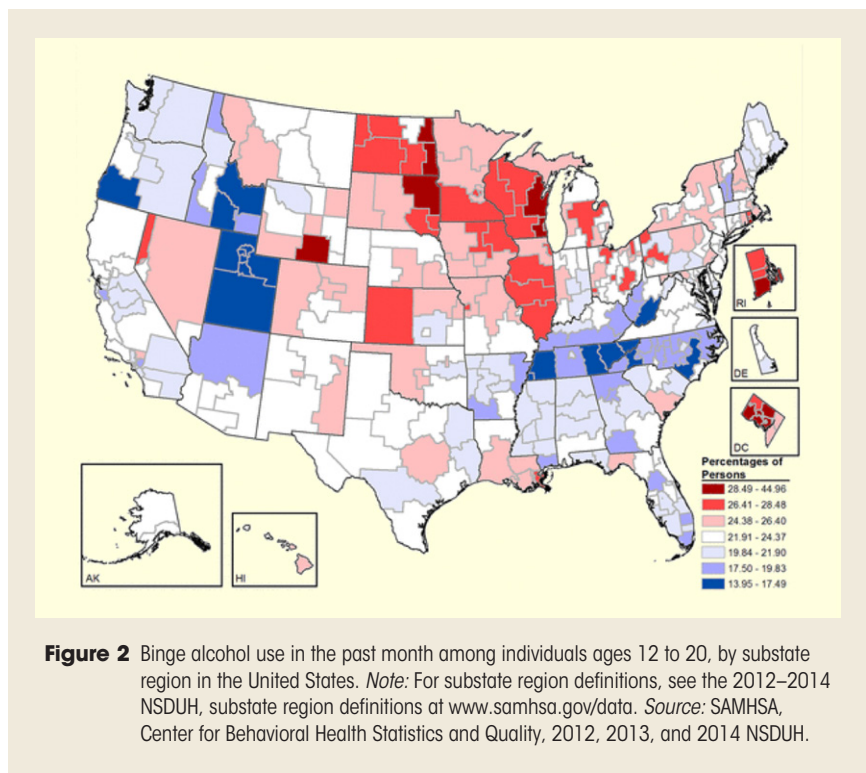 RI
DE
DC
Percentages of
Persons
28.49 - 44.96
26.41 - 28.48
24.38 - 26.40
21.91 - 24.37
19.84 - 21.90
17.50 - 19.83
13.95 - 17.49
AK
HI
Figure 2 Binge alcohol use in the past month among individuals ages 12 to 20, by substate
region in the United States. Note: For substate region definitions, see the 2012–2014
NSDUH, substate region definitions at www.samhsa.gov/data. Source: SAMHSA,
Center for Behavioral Health Statistics and Quality, 2012, 2013, and 2014 NSDUH.